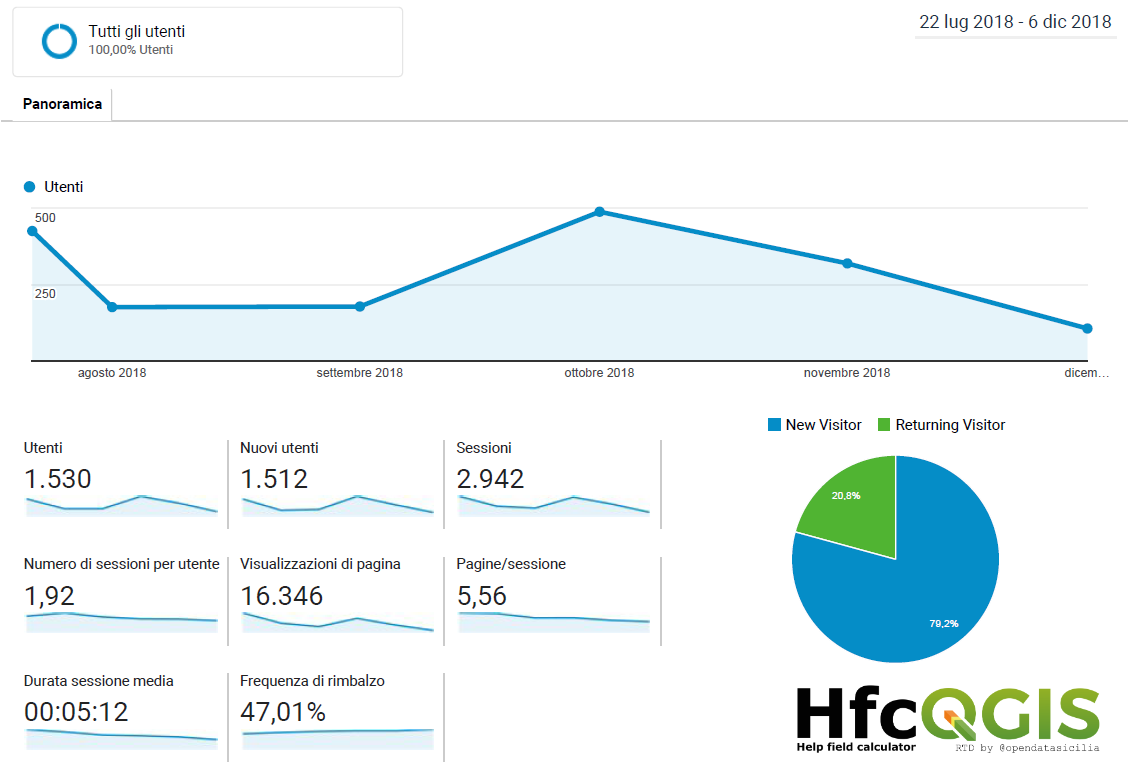 Tutti gli utenti
100,00% Utenti
22 lug 2018 - 6 dic 2018
Panoramica
Utenti
500
250
agosto 2018
settembre 2018
ottobre 2018
novembre 2018
dicem…
Utenti
1.530
Nuovi utenti
1.512
Sessioni
2.942
Numero di sessioni per utente
1,92
Visualizzazioni di pagina
16.346
Pagine/sessione
5,56
Durata sessione media
00:05:12
Frequenza di rimbalzo
47,01%
New Visitor
Returning Visitor
20,8%
79,2%
HfcQGIS
Help field calculator
RTD by @opendatasicilia